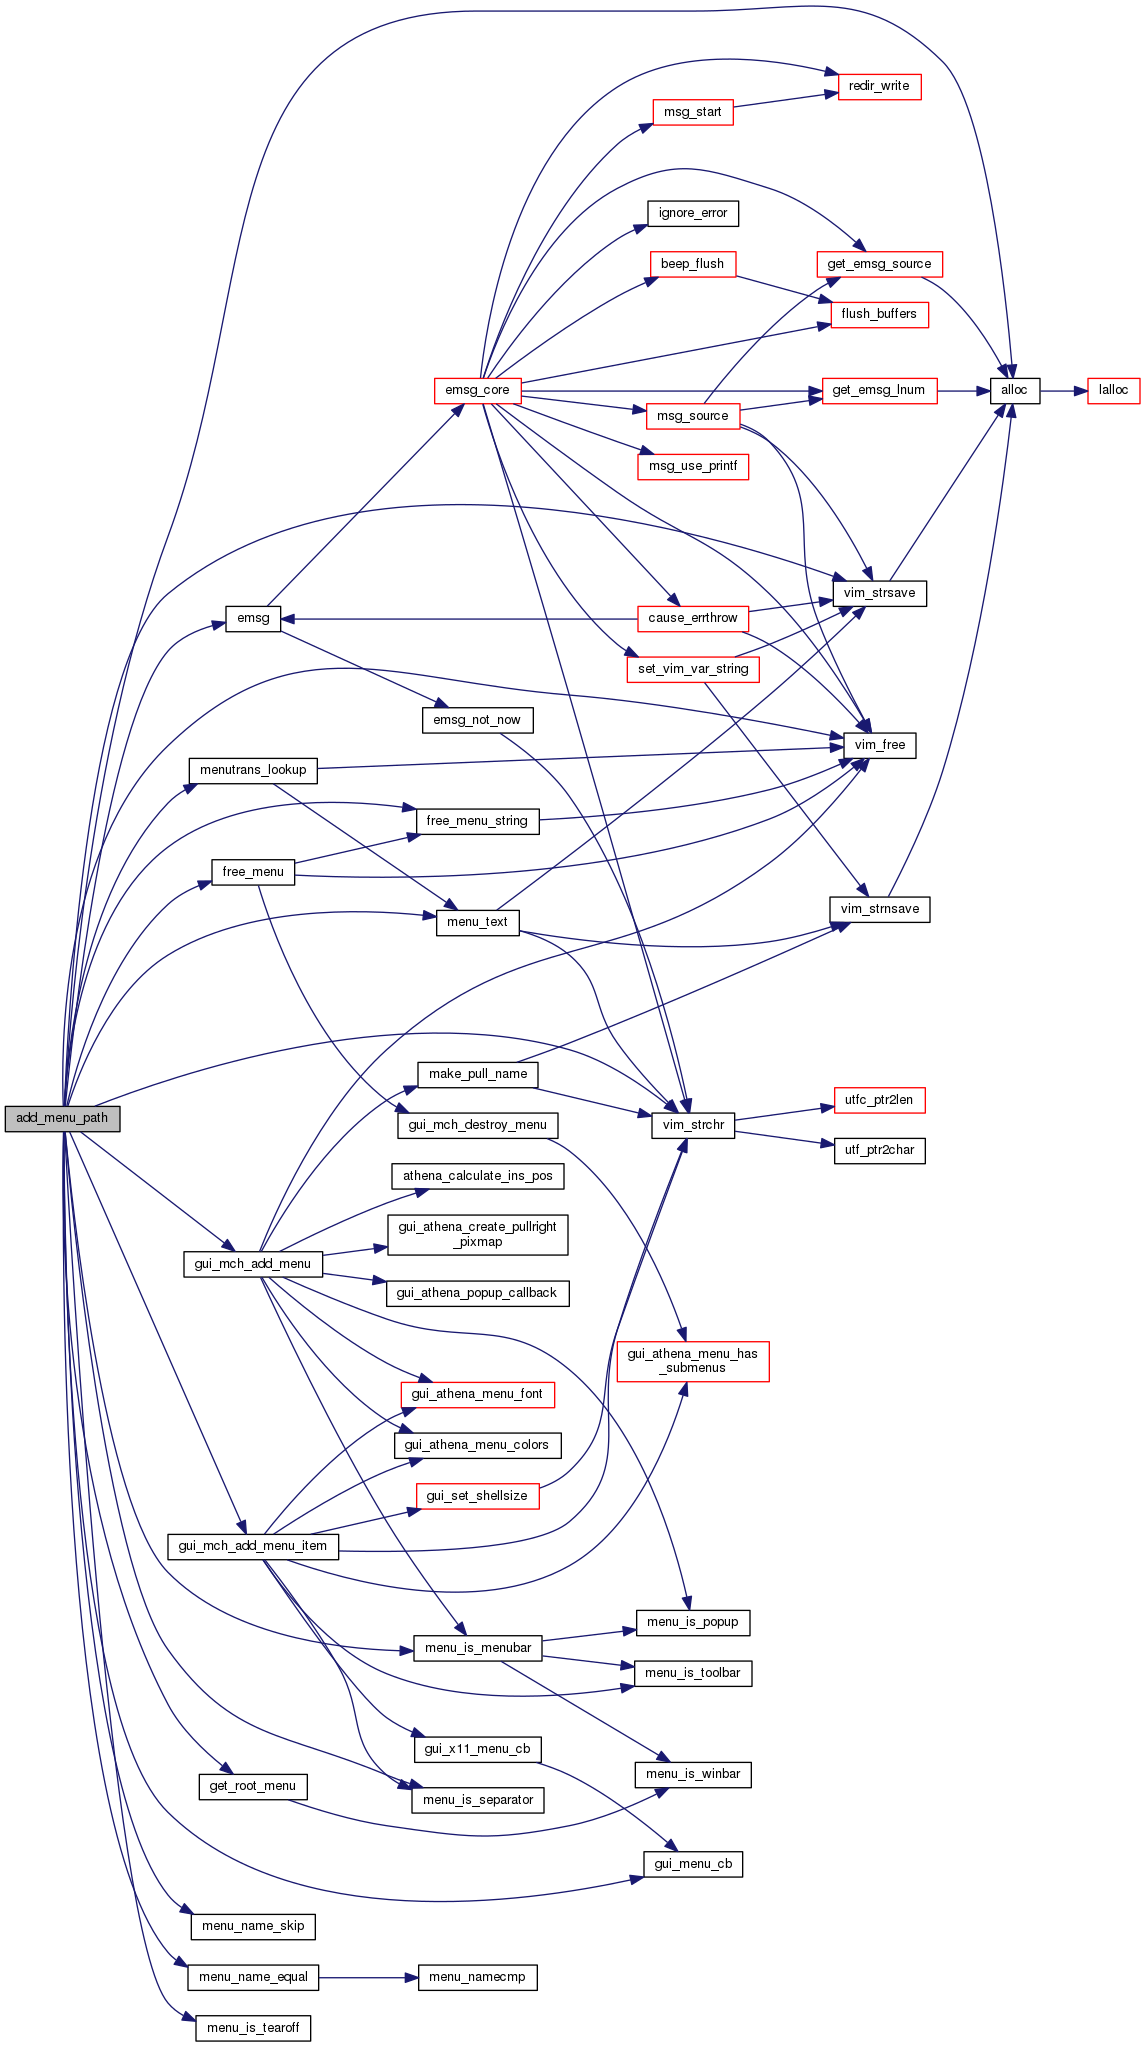 redir_write
msg_start
ignore_error
beep_flush
get_emsg_source
flush_buffers
emsg_core
get_emsg_lnum
alloc
lalloc
msg_source
msg_use_printf
vim_strsave
emsg
cause_errthrow
set_vim_var_string
emsg_not_now
vim_free
menutrans_lookup
free_menu_string
free_menu
menu_text
vim_strnsave
make_pull_name
utfc_ptr2len
add_menu_path
gui_mch_destroy_menu
vim_strchr
utf_ptr2char
athena_calculate_ins_pos
gui_athena_create_pullright
_pixmap
gui_mch_add_menu
gui_athena_popup_callback
gui_athena_menu_has
_submenus
gui_athena_menu_font
gui_athena_menu_colors
gui_set_shellsize
gui_mch_add_menu_item
menu_is_popup
menu_is_menubar
menu_is_toolbar
gui_x11_menu_cb
menu_is_winbar
get_root_menu
menu_is_separator
gui_menu_cb
menu_name_skip
menu_name_equal
menu_namecmp
menu_is_tearoff